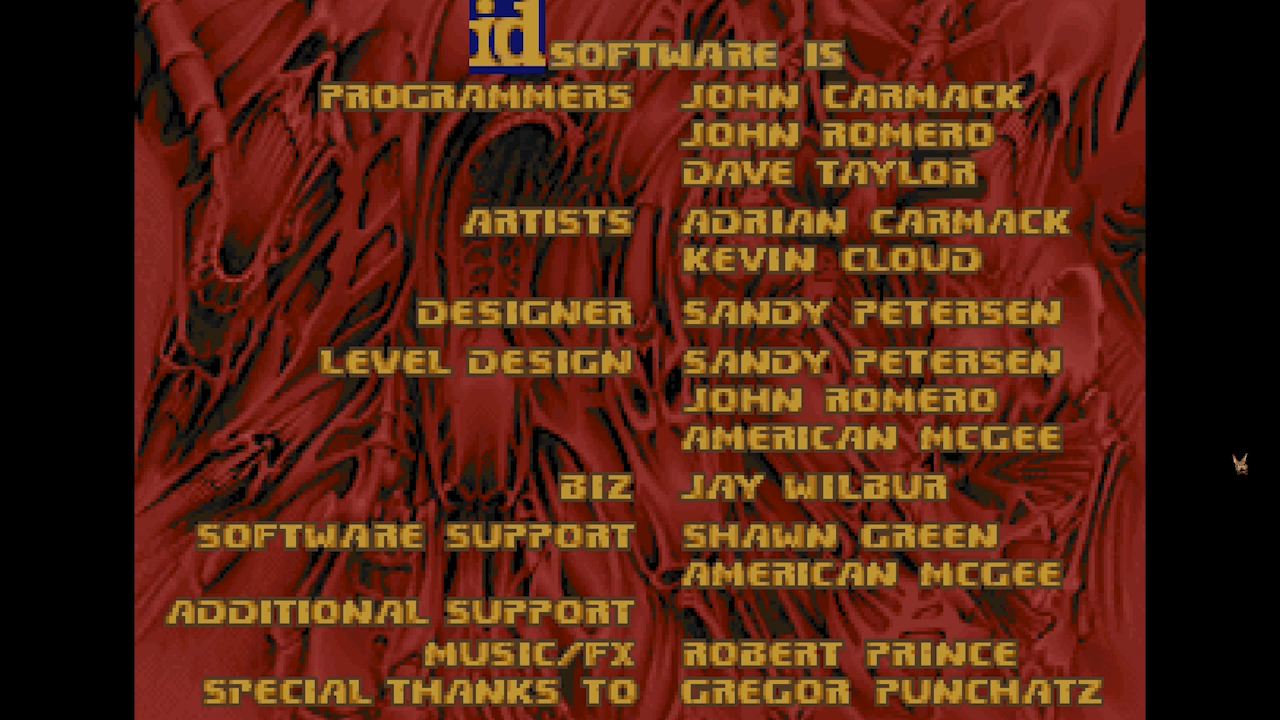 id SOFTWARE IS
PROGRAMMERS JOHN CARMACK
JOHN ROMERO
DAVE TAYLOR
ARTISTS ADRIAN CARMACK
KEVIN CLOUD
DESIGNER SANDY PETERSEN
LEVEL DESIGN SANDY PETERSEN
JOHN ROMERO
AMERICAN MCGEE
BIZ JAY WILBUR
SOFTWARE SUPPORT SHAWN GREEN
AMERICAN MCGEE
ADDITIONAL SUPPORT
MUSIC/FX ROBERT PRINCE
SPECIAL THANKS TO GREGOR PUNCHATZ